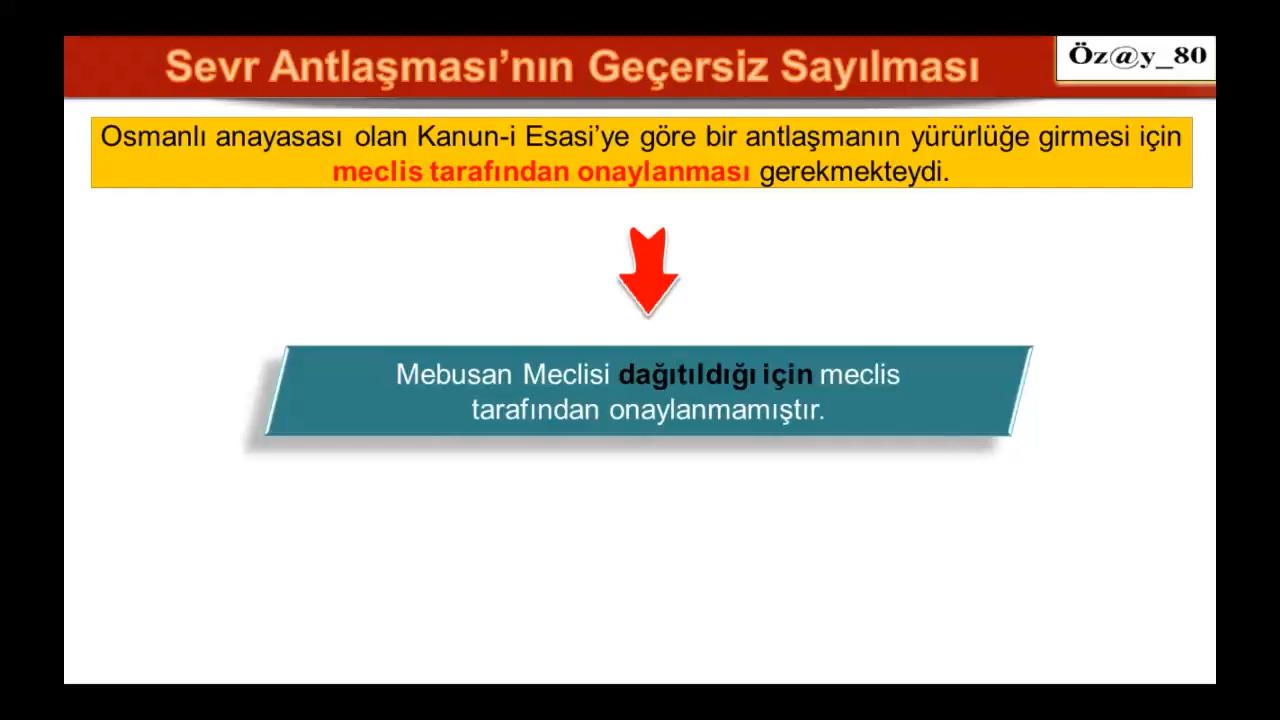 Sevr Antlaşması’nın Geçersiz Sayılması
Öz@y_80
Osmanlı anayasası olan Kanun-i Esasi’ye göre bir antlaşmanın yürürlüğe girmesi için
meclis tarafından onaylanması gerekmekteydi.
Mebusan Meclisi dağıtıldığı için meclis
tarafından onaylanmamıştır.